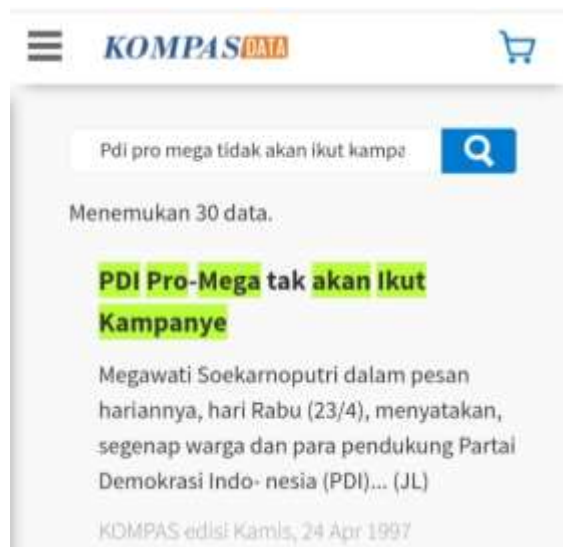 KOMPAS DATA
Pdi pro mega tidak akan ikut kampa
Menemukan 30 data.
PDI Pro-Mega tak akan Ikut
Kampanye
Megawati Soekarnoputri dalam pesan
hariannya, hari Rabu (23/4), menyatakan,
segenap warga dan para pendukung Partai
Demokrasi Indo- nesia (PDI)... (JL)
KOMPAS edisi Kamis, 24 Apr 1997